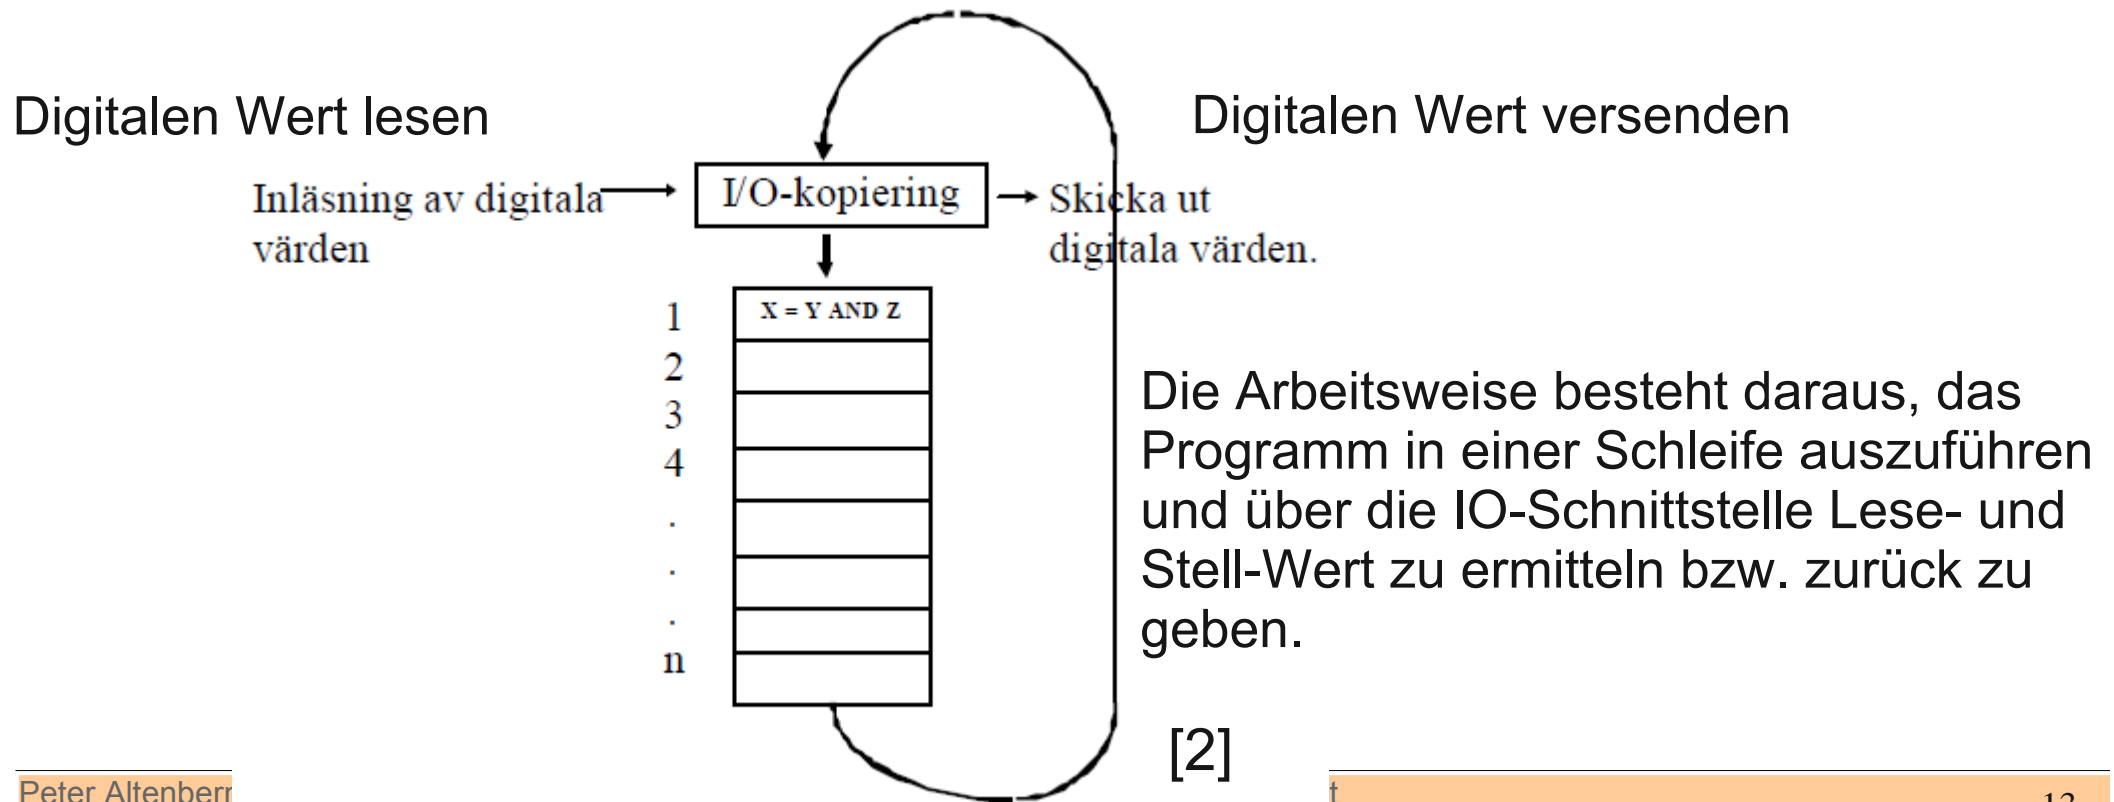 Digitalen Wert lesen
Digitalen Wert versenden
Inläsning av digitala
värden
I/O-kopiering
Skicka ut
digitala värden.
1
X = Y AND Z
2
3
4
.
.
.
n
Die Arbeitsweise besteht daraus, das
Programm in einer Schleife auszuführen
und über die IO-Schnittstelle Lese- und
Stell-Wert zu ermitteln bzw. zurück zu
geben.
[2]
Peter